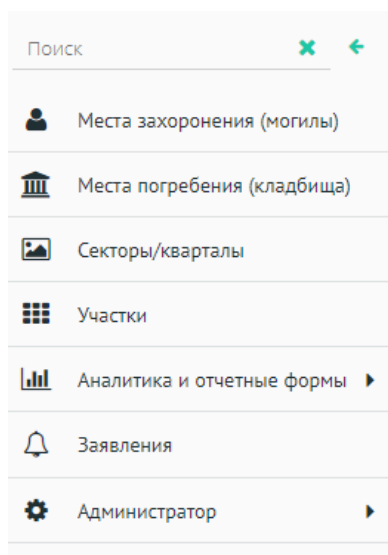 Поиск
Места захоронения (могилы)
Места погребения (кладбища)
Секторы/кварталы
Участки
Аналитика и отчетные формы
Заявления
Администратор